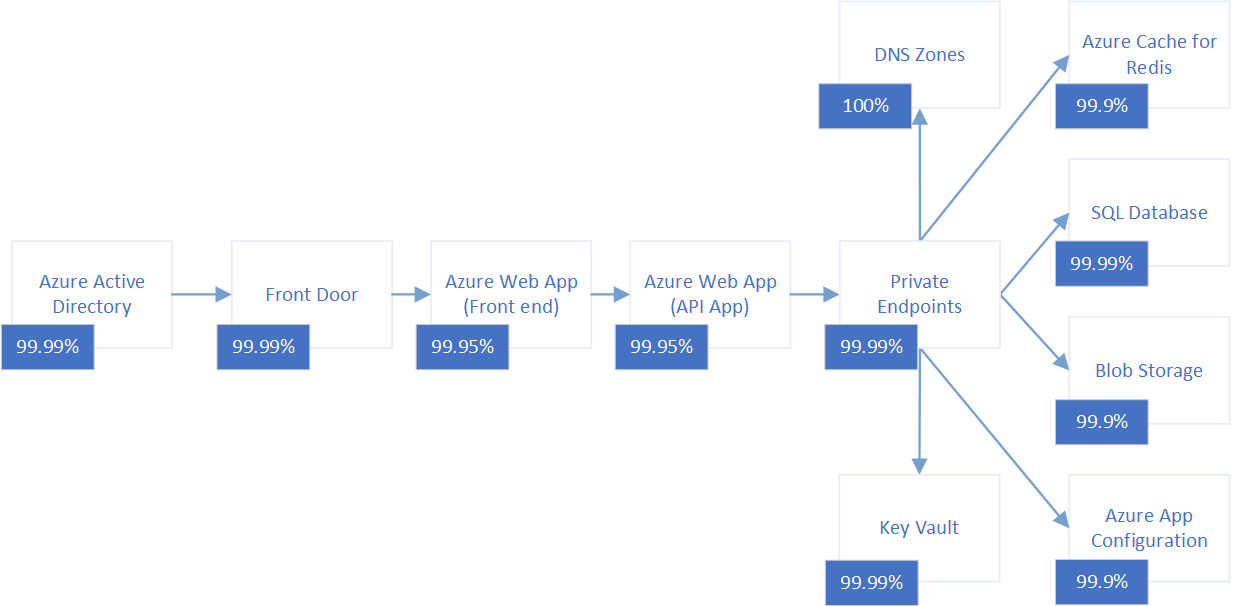 DNS Zones
100%
Azure Cache for
Redis
99.9%
SQL Database
99.99%
Azure Active
Directory
99.99%
Front Door
99.99%
Azure Web App
(Front end)
99.95%
Azure Web App
(API App)
99.95%
Private
Endpoints
99.99%
Blob Storage
99.9%
Key Vault
99.99%
Azure App
Configuration
99.9%